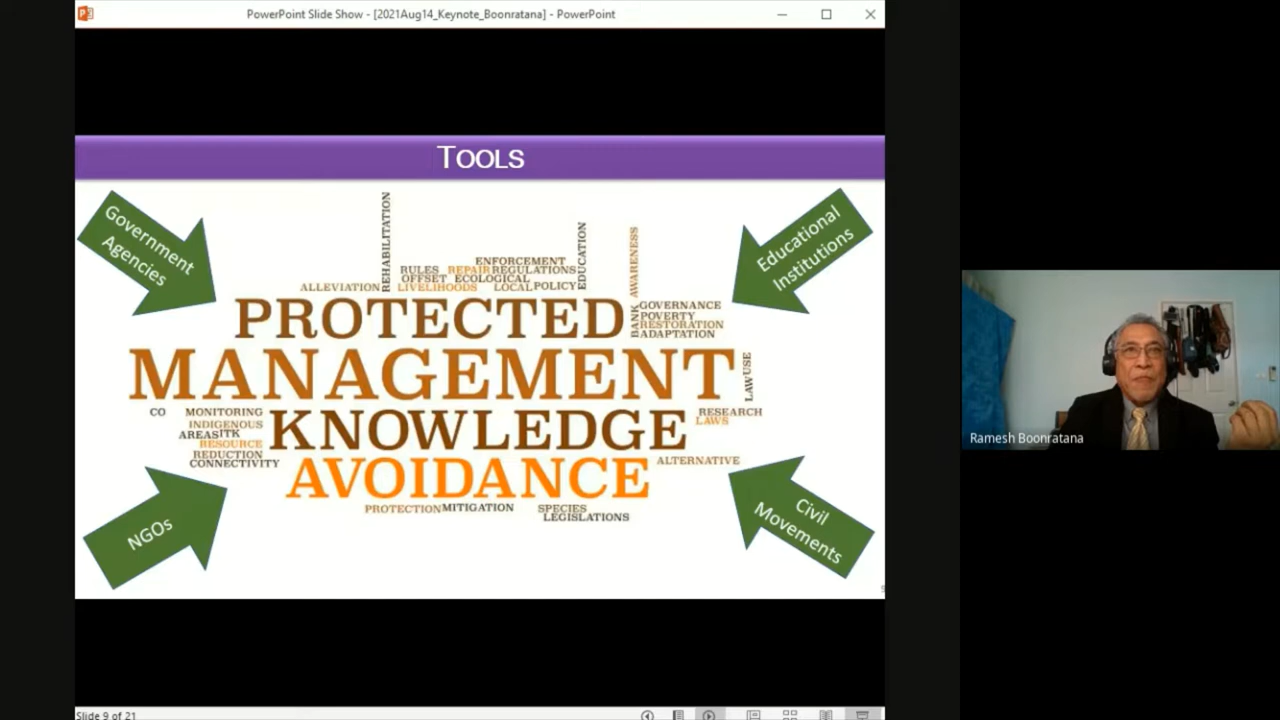 PowerPoint Slide Show - [2021Aug14_Keynote_Boonratana] - PowerPoint
TOOLS
Government
Agencies
Educational
Institutions
REHABILITATION
EDUCATION
AWARENESS
ENFORCEMENT
RULES REPAIR REGULATIONS
OFFSET ECOLOGICAL
ALLEVIATION LIVELIHOODS LOCAL POLICY
PROTECTED
BANK
GOVERNANCE
POVERTY
RESTORATION
ADAPTATION
MANAGEMENT
LAW USE
CO MONITORING
INDIGENOUS
AREAS ITK
RESOURCE
REDUCTION
CONNECTIVITY
KNOWLEDGE
RESEARCH
LAWS
AVOIDANCE
ALTERNATIVE
PROTECTION MITIGATION SPECIES
LEGISLATIONS
NGOs
Civil
Movements
Ramesh Boonratana
Slide 9 of 21